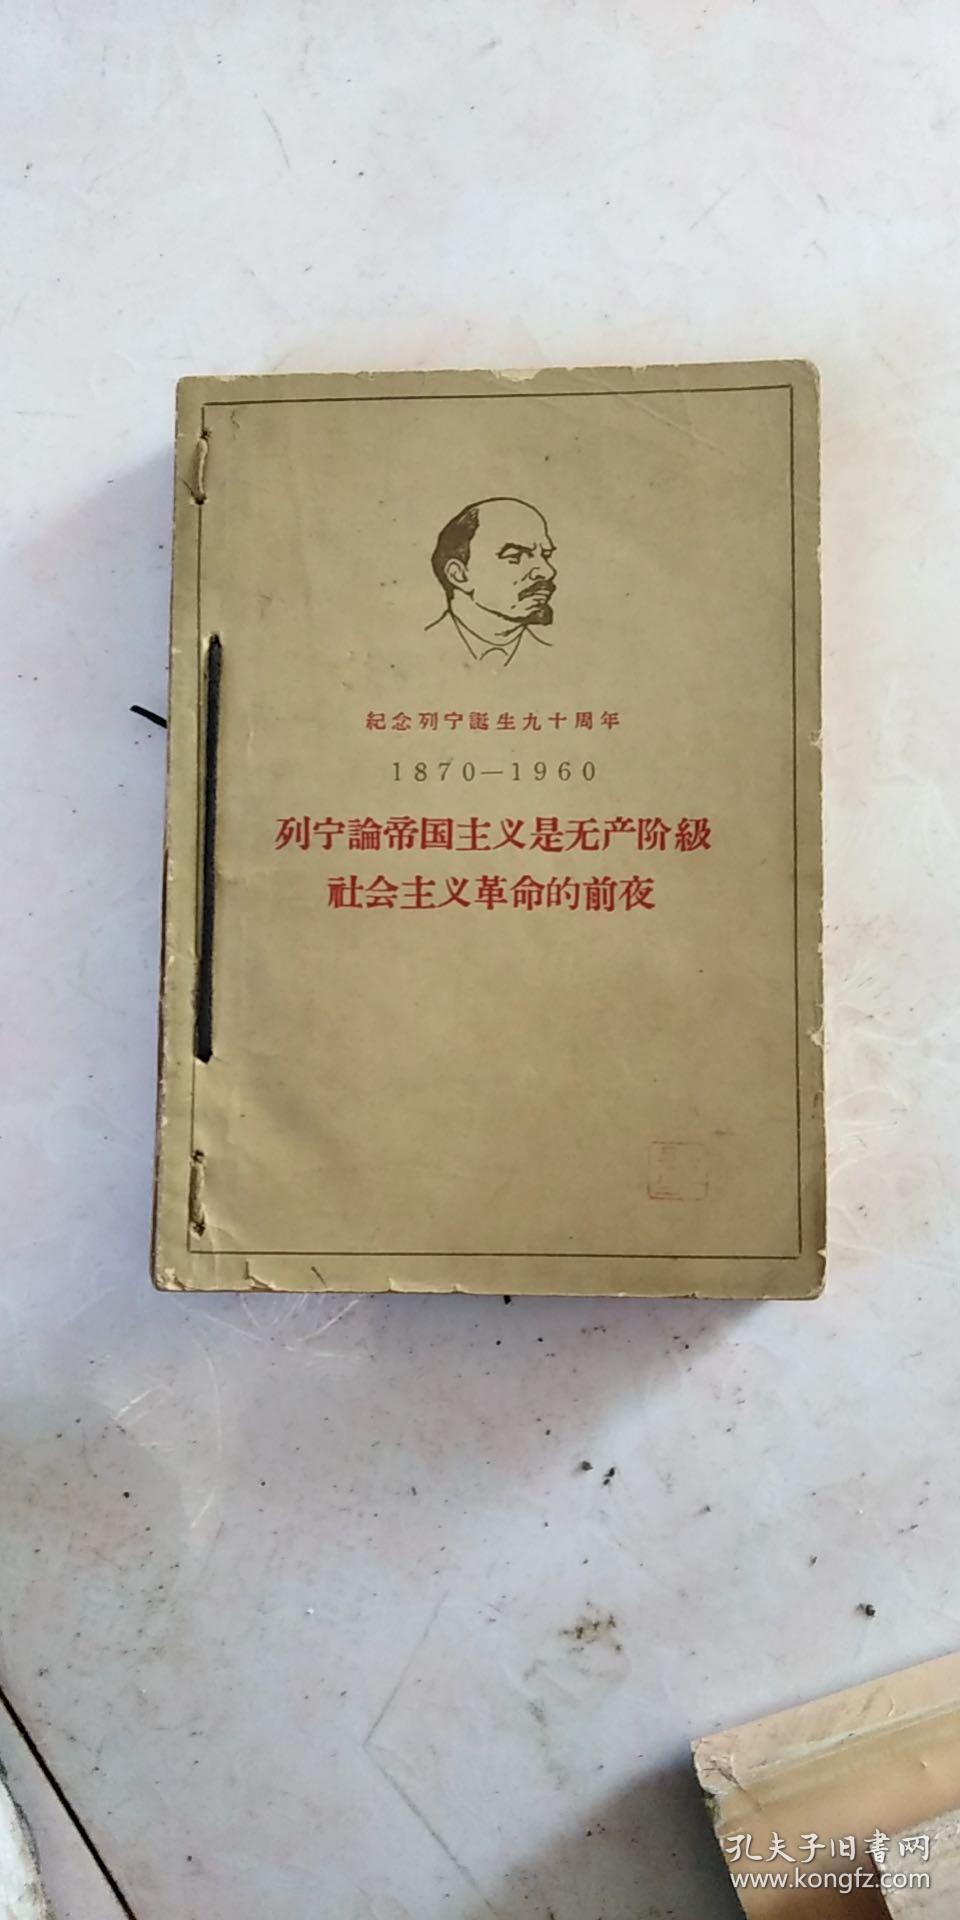 紀念列宁誕生九十周年
1870—1960
列宁論帝国主义是无产阶級
社会主义革命的前夜
孔夫子旧書网
www.kongfz.com